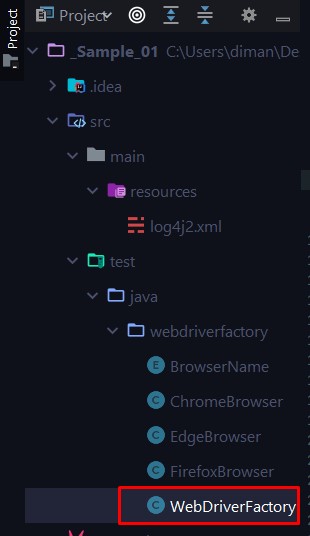 Project
Project
_Sample_01 C:\Users\diman\De
.idea
src
main
resources
log4j2.xml
test
java
webdriverfactory
E BrowserName
C ChromeBrowser
C EdgeBrowser
C FirefoxBrowser
C WebDriverFactory